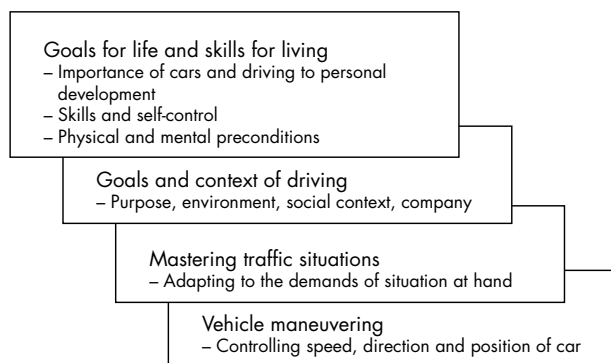 Goals for life and skills for living
– Importance of cars and driving to personal
development
– Skills and self-control
– Physical and mental preconditions
Goals and context of driving
– Purpose, environment, social context, company
Mastering traffic situations
– Adapting to the demands of situation at hand
Vehicle maneuvering
– Controlling speed, direction and position of car